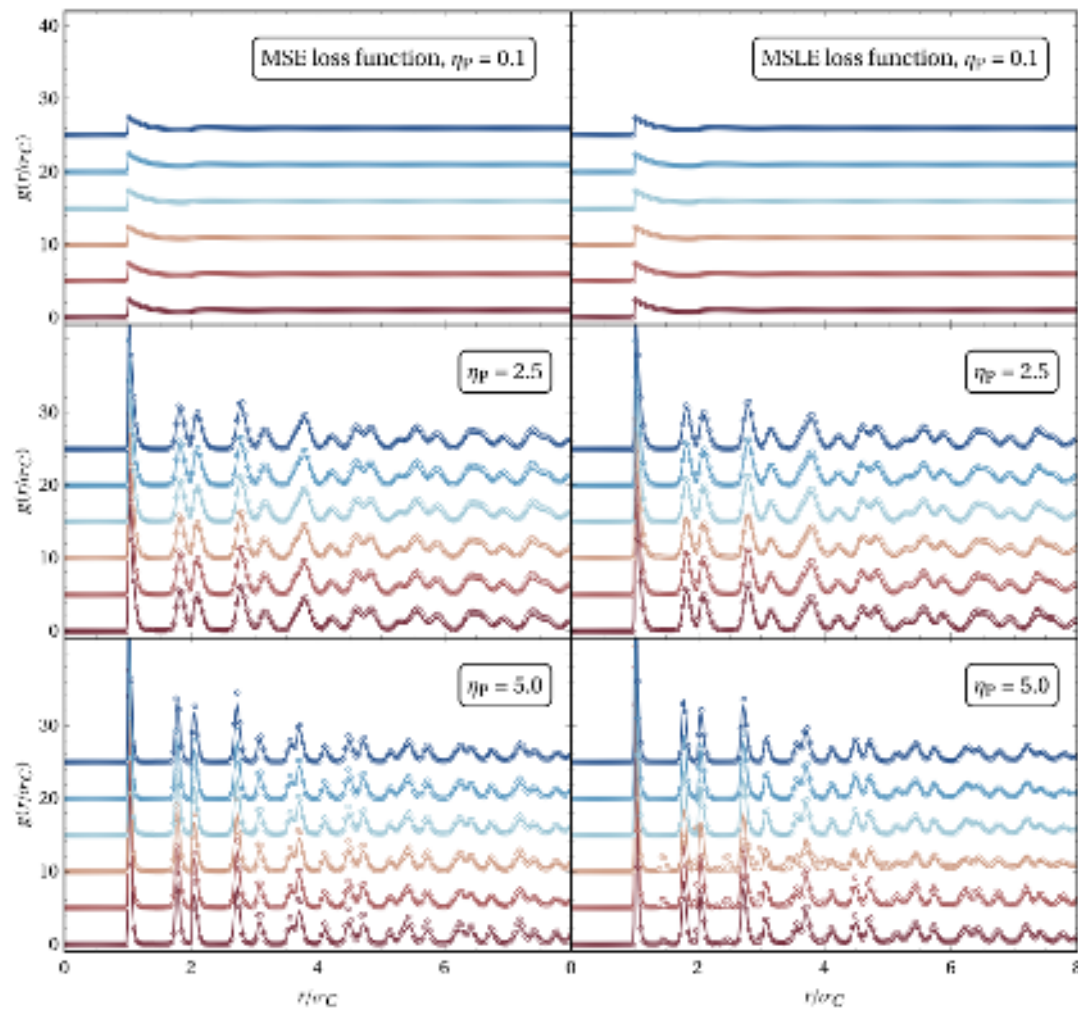 MSE loss function, ηP = 0.1
MSLE loss function, ηP = 0.1
40
30
20
10
0
g(r/σC)
ηP = 2.5
ηP = 2.5
30
20
10
0
g(r/σC)
ηP = 5.0
ηP = 5.0
30
20
10
0
g(r/σC)
0 2 4 6 0 2 4 6 8
r/σC r/σC